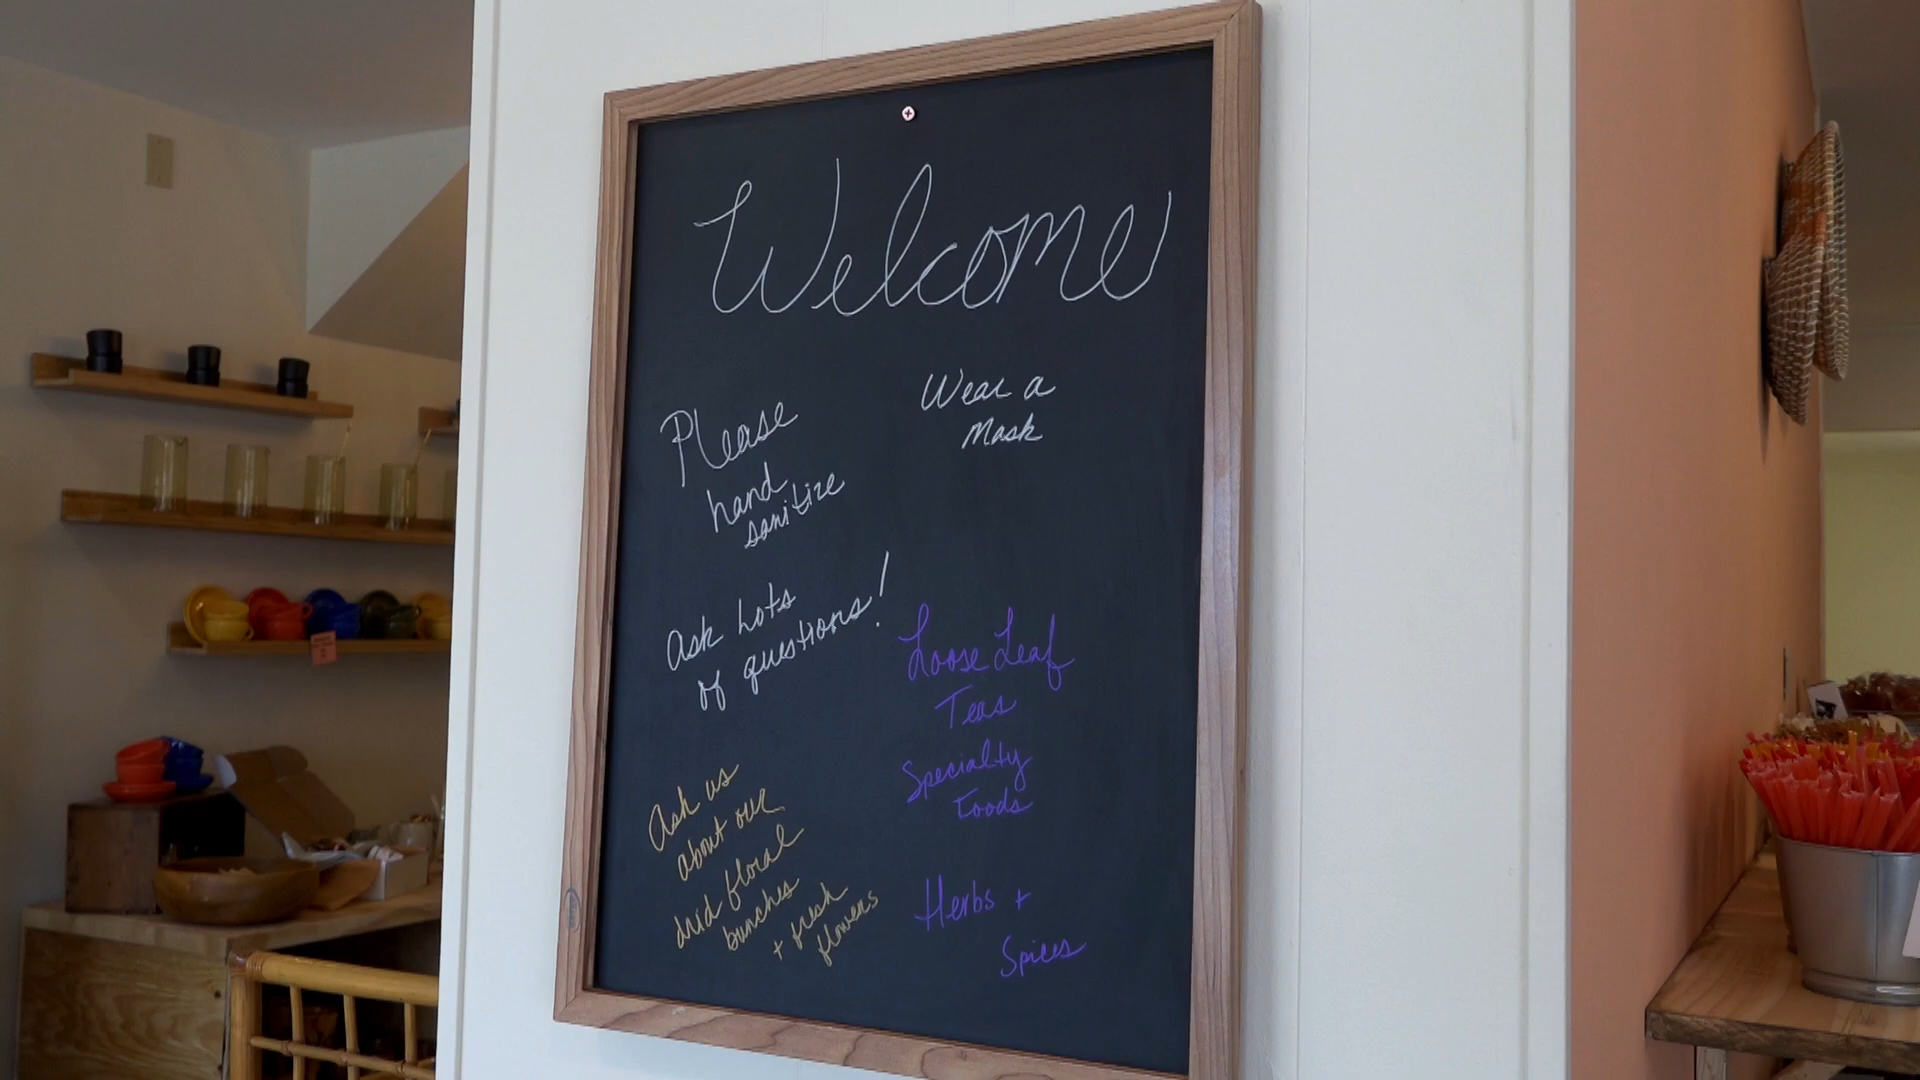 Welcome
Please
hand
sanitize
Wear a
Mask
Ask Lots
of questions!
Loose Leaf
Teas
Specialty
Foods
Herbs +
Spices
Ask us
about our
drid floral
bunches
+ fresh
flowers